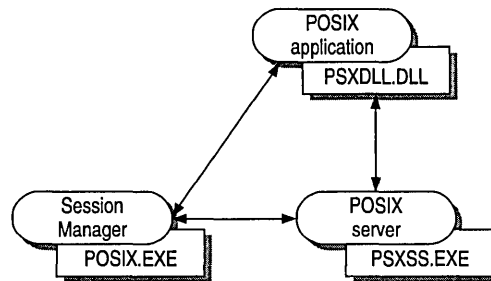 POSIX
application
PSXDLL.DLL
Session
Manager
POSIX.EXE
POSIX
server
PSXSS.EXE